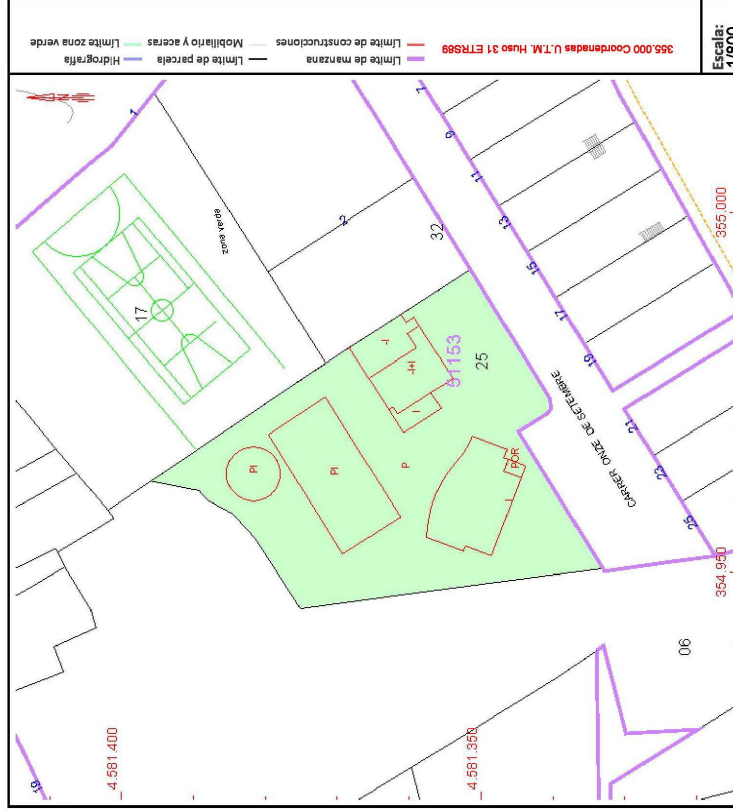 Límite de manzana
Límite de parcela
Límite de construcciones
Mobiliario y aceras
Límite zona verde
Hidrografía
355.000 Coordenadas U.T.M. Huso 31 ETRS89
Escala:
1/800
1
17
zona verde
2
32
7
9
11
13
15
17
19
21
23
25
PI
PI
P
-I
-I+I
I
51153
25
POR
I
CARRER ONZE DE SETEMBRE
06
19
4.581.400
4.581.350
355.000
354.950